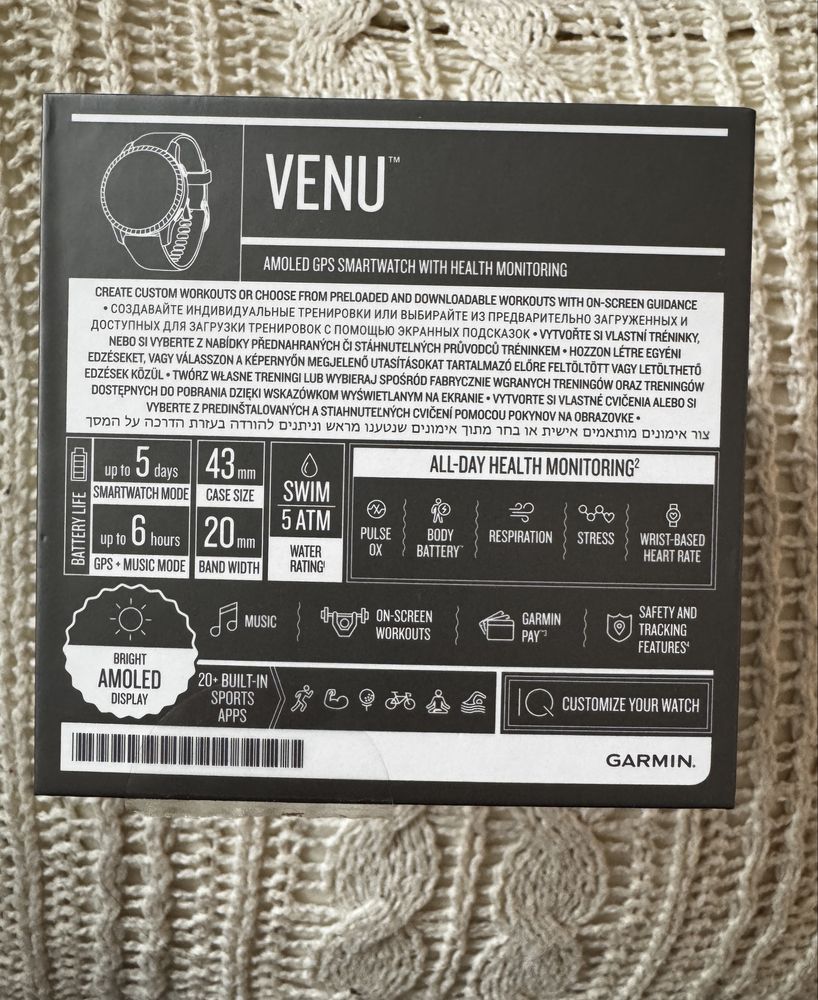 VENU™
AMOLED GPS SMARTWATCH WITH HEALTH MONITORING
CREATE CUSTOM WORKOUTS OR CHOOSE FROM PRELOADED AND DOWNLOADABLE WORKOUTS WITH ON-SCREEN GUIDANCE
• СОЗДАВАЙТЕ ИНДИВИДУАЛЬНЫЕ ТРЕНИРОВКИ ИЛИ ВЫБИРАЙТЕ ИЗ ПРЕДВАРИТЕЛЬНО ЗАГРУЖЕННЫХ И
ДОСТУПНЫХ ДЛЯ ЗАГРУЗКИ ТРЕНИРОВОК С ПОМОЩЬЮ ЭКРАННЫХ ПОДСКАЗОК • VYTVOŘTE SI VLASTNÍ TRÉNINKY,
NEBO SI VYBERTE Z NABÍDKY PŘEDNAHRANÝCH ČI STÁHNUTELNÝCH PRŮVODCŮ TRÉNINKEM • HOZZON LÉTRE EGYÉNI
EDZÉSEKET, VAGY VÁLASSZON A KÉPERNYŐN MEGJELENŐ UTASÍTÁSOKAT TARTALMAZÓ ELŐRE FELTÖLTÖTT VAGY LETÖLTHETŐ
EDZÉSEK KÖZÜL • TWÓRZ WŁASNE TRENINGI LUB WYBIERAJ SPOŚRÓD FABRYCZNIE WGRANYCH TRENINGÓW ORAZ TRENINGÓW
DOSTĘPNYCH DO POBRANIA DZIĘKI WSKAZÓWKOM WYŚWIETLANYM NA EKRANIE • VYTVORTE SI VLASTNÉ CVIČENIA ALEBO SI
VYBERTE Z PREDINŠTALOVANÝCH A STIAHNUTEĽNÝCH CVIČENÍ POMOCOU POKYNOV NA OBRAZOVKE •
צור אימונים מותאמים אישית או בחר מתוך אימונים שנטענו מראש וניתנים להורדה בעזרת הדרכה על המסך
BATTERY LIFE
up to 5 days
SMARTWATCH MODE
up to 6 hours
GPS + MUSIC MODE
43 mm
CASE SIZE
20 mm
BAND WIDTH
SWIM
5 ATM
WATER
RATING¹
ALL-DAY HEALTH MONITORING²
PULSE
OX
BODY
BATTERY™
RESPIRATION
STRESS
WRIST-BASED
HEART RATE
BRIGHT
AMOLED
DISPLAY
MUSIC
ON-SCREEN
WORKOUTS
GARMIN
PAY™³
SAFETY AND
TRACKING
FEATURES⁴
20+ BUILT-IN
SPORTS
APPS
IQ CUSTOMIZE YOUR WATCH
GARMIN.